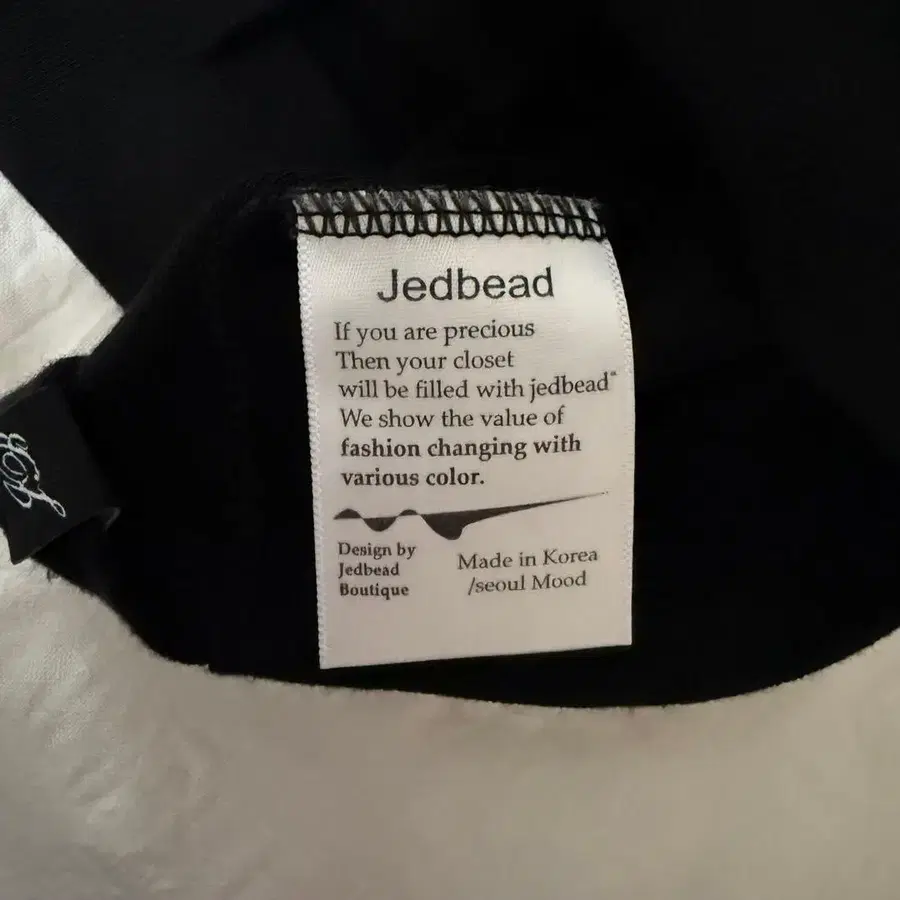 Jedbead
If you are precious
Then your closet
will be filled with jedbead"
We show the value of
fashion changing with
various color.
Design by
Jedbead
Boutique
Made in Korea
/seoul Mood